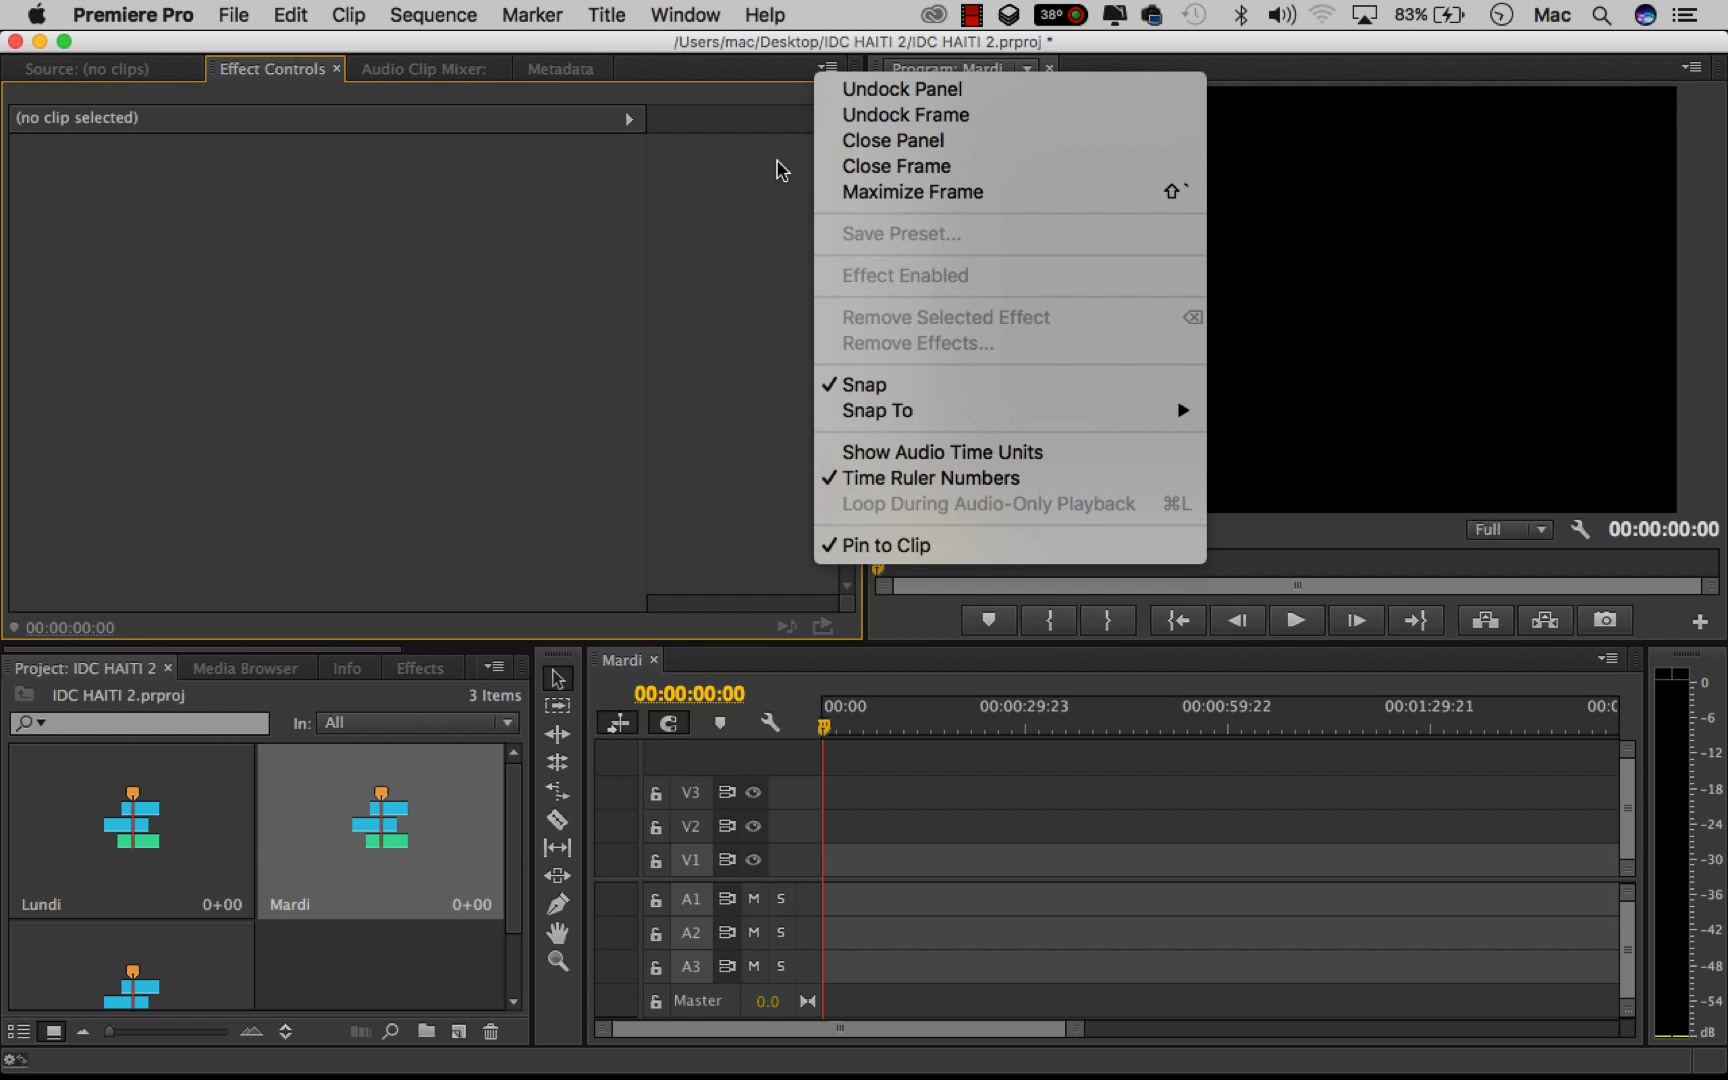 Premiere Pro File Edit Clip Sequence Marker Title Window Help 38° 83% Mac
/Users/mac/Desktop/IDC HAITI 2/IDC HAITI 2.prproj *
Source: (no clips) Effect Controls × Audio Clip Mixer: Metadata Program: Mardi ×
(no clip selected)
Undock Panel
Undock Frame
Close Panel
Close Frame
Maximize Frame ⇧`
Save Preset...
Effect Enabled
Remove Selected Effect ⌫
Remove Effects...
✓ Snap
Snap To
Show Audio Time Units
✓ Time Ruler Numbers
Loop During Audio-Only Playback ⌘L
✓ Pin to Clip
Full 00:00:00:00
00:00:00:00
Project: IDC HAITI 2 × Media Browser Info Effects
IDC HAITI 2.prproj 3 Items
In: All
Lundi 0+00
Mardi 0+00
Mardi ×
00:00:00:00
00:00 00:00:29:23 00:00:59:22 00:01:29:21 00:0
V3
V2
V1
A1 M S
A2 M S
A3 M S
Master 0.0
0
-6
-12
-18
-24
-30
-36
-42
-48
-54
dB